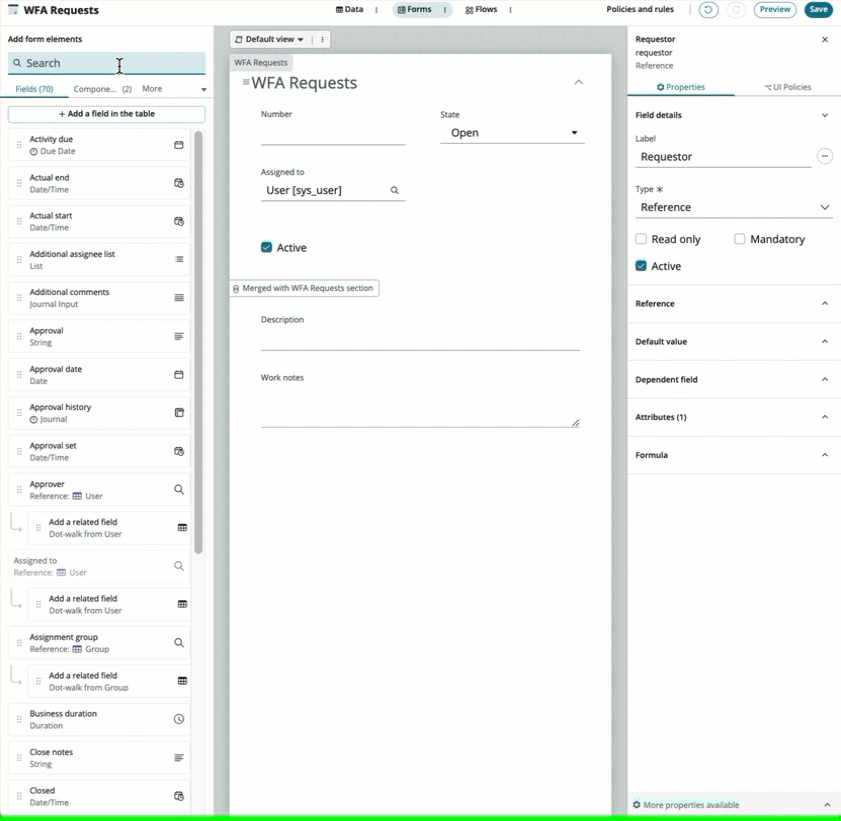 WFA Requests
Data
Forms
Flows
Policies and rules
Preview
Save
Add form elements
Search
Fields (70)
Compone... (2)
More
+ Add a field in the table
Activity due
Due Date
Actual end
Date/Time
Actual start
Date/Time
Additional assignee list
List
Additional comments
Journal Input
Approval
String
Approval date
Date
Approval history
Journal
Approval set
Date/Time
Approver
Reference: User
Add a related field
Dot-walk from User
Assigned to
Reference: User
Add a related field
Dot-walk from User
Assignment group
Reference: Group
Add a related field
Dot-walk from Group
Business duration
Duration
Close notes
String
Closed
Date/Time
Default view
WFA Requests
WFA Requests
Number
State
Open
Assigned to
User [sys_user]
Active
Merged with WFA Requests section
Description
Work notes
Requestor
requestor
Reference
Properties
UI Policies
Field details
Label
Requestor
Type *
Reference
Read only
Mandatory
Active
Reference
Default value
Dependent field
Attributes (1)
Formula
More properties available